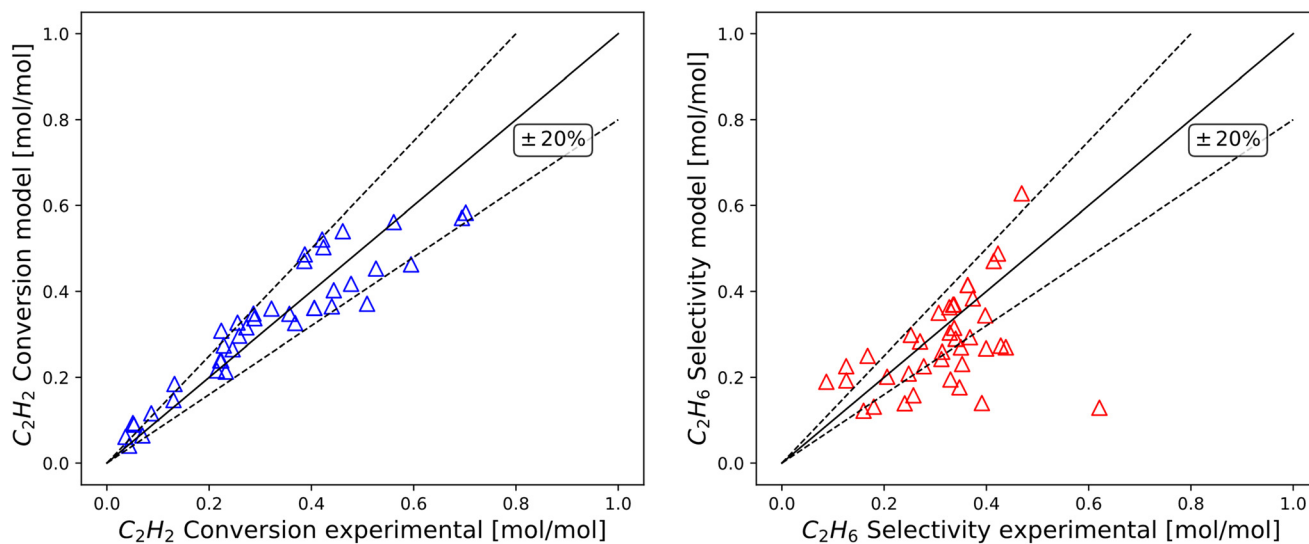 C₂H₂ Conversion model [mol/mol]
1.0
0.8
0.6
0.4
0.2
0.0
± 20%
0.0 0.2 0.4 0.6 0.8 1.0
C₂H₂ Conversion experimental [mol/mol]
C₂H₆ Selectivity model [mol/mol]
1.0
0.8
0.6
0.4
0.2
0.0
± 20%
0.0 0.2 0.4 0.6 0.8 1.0
C₂H₆ Selectivity experimental [mol/mol]